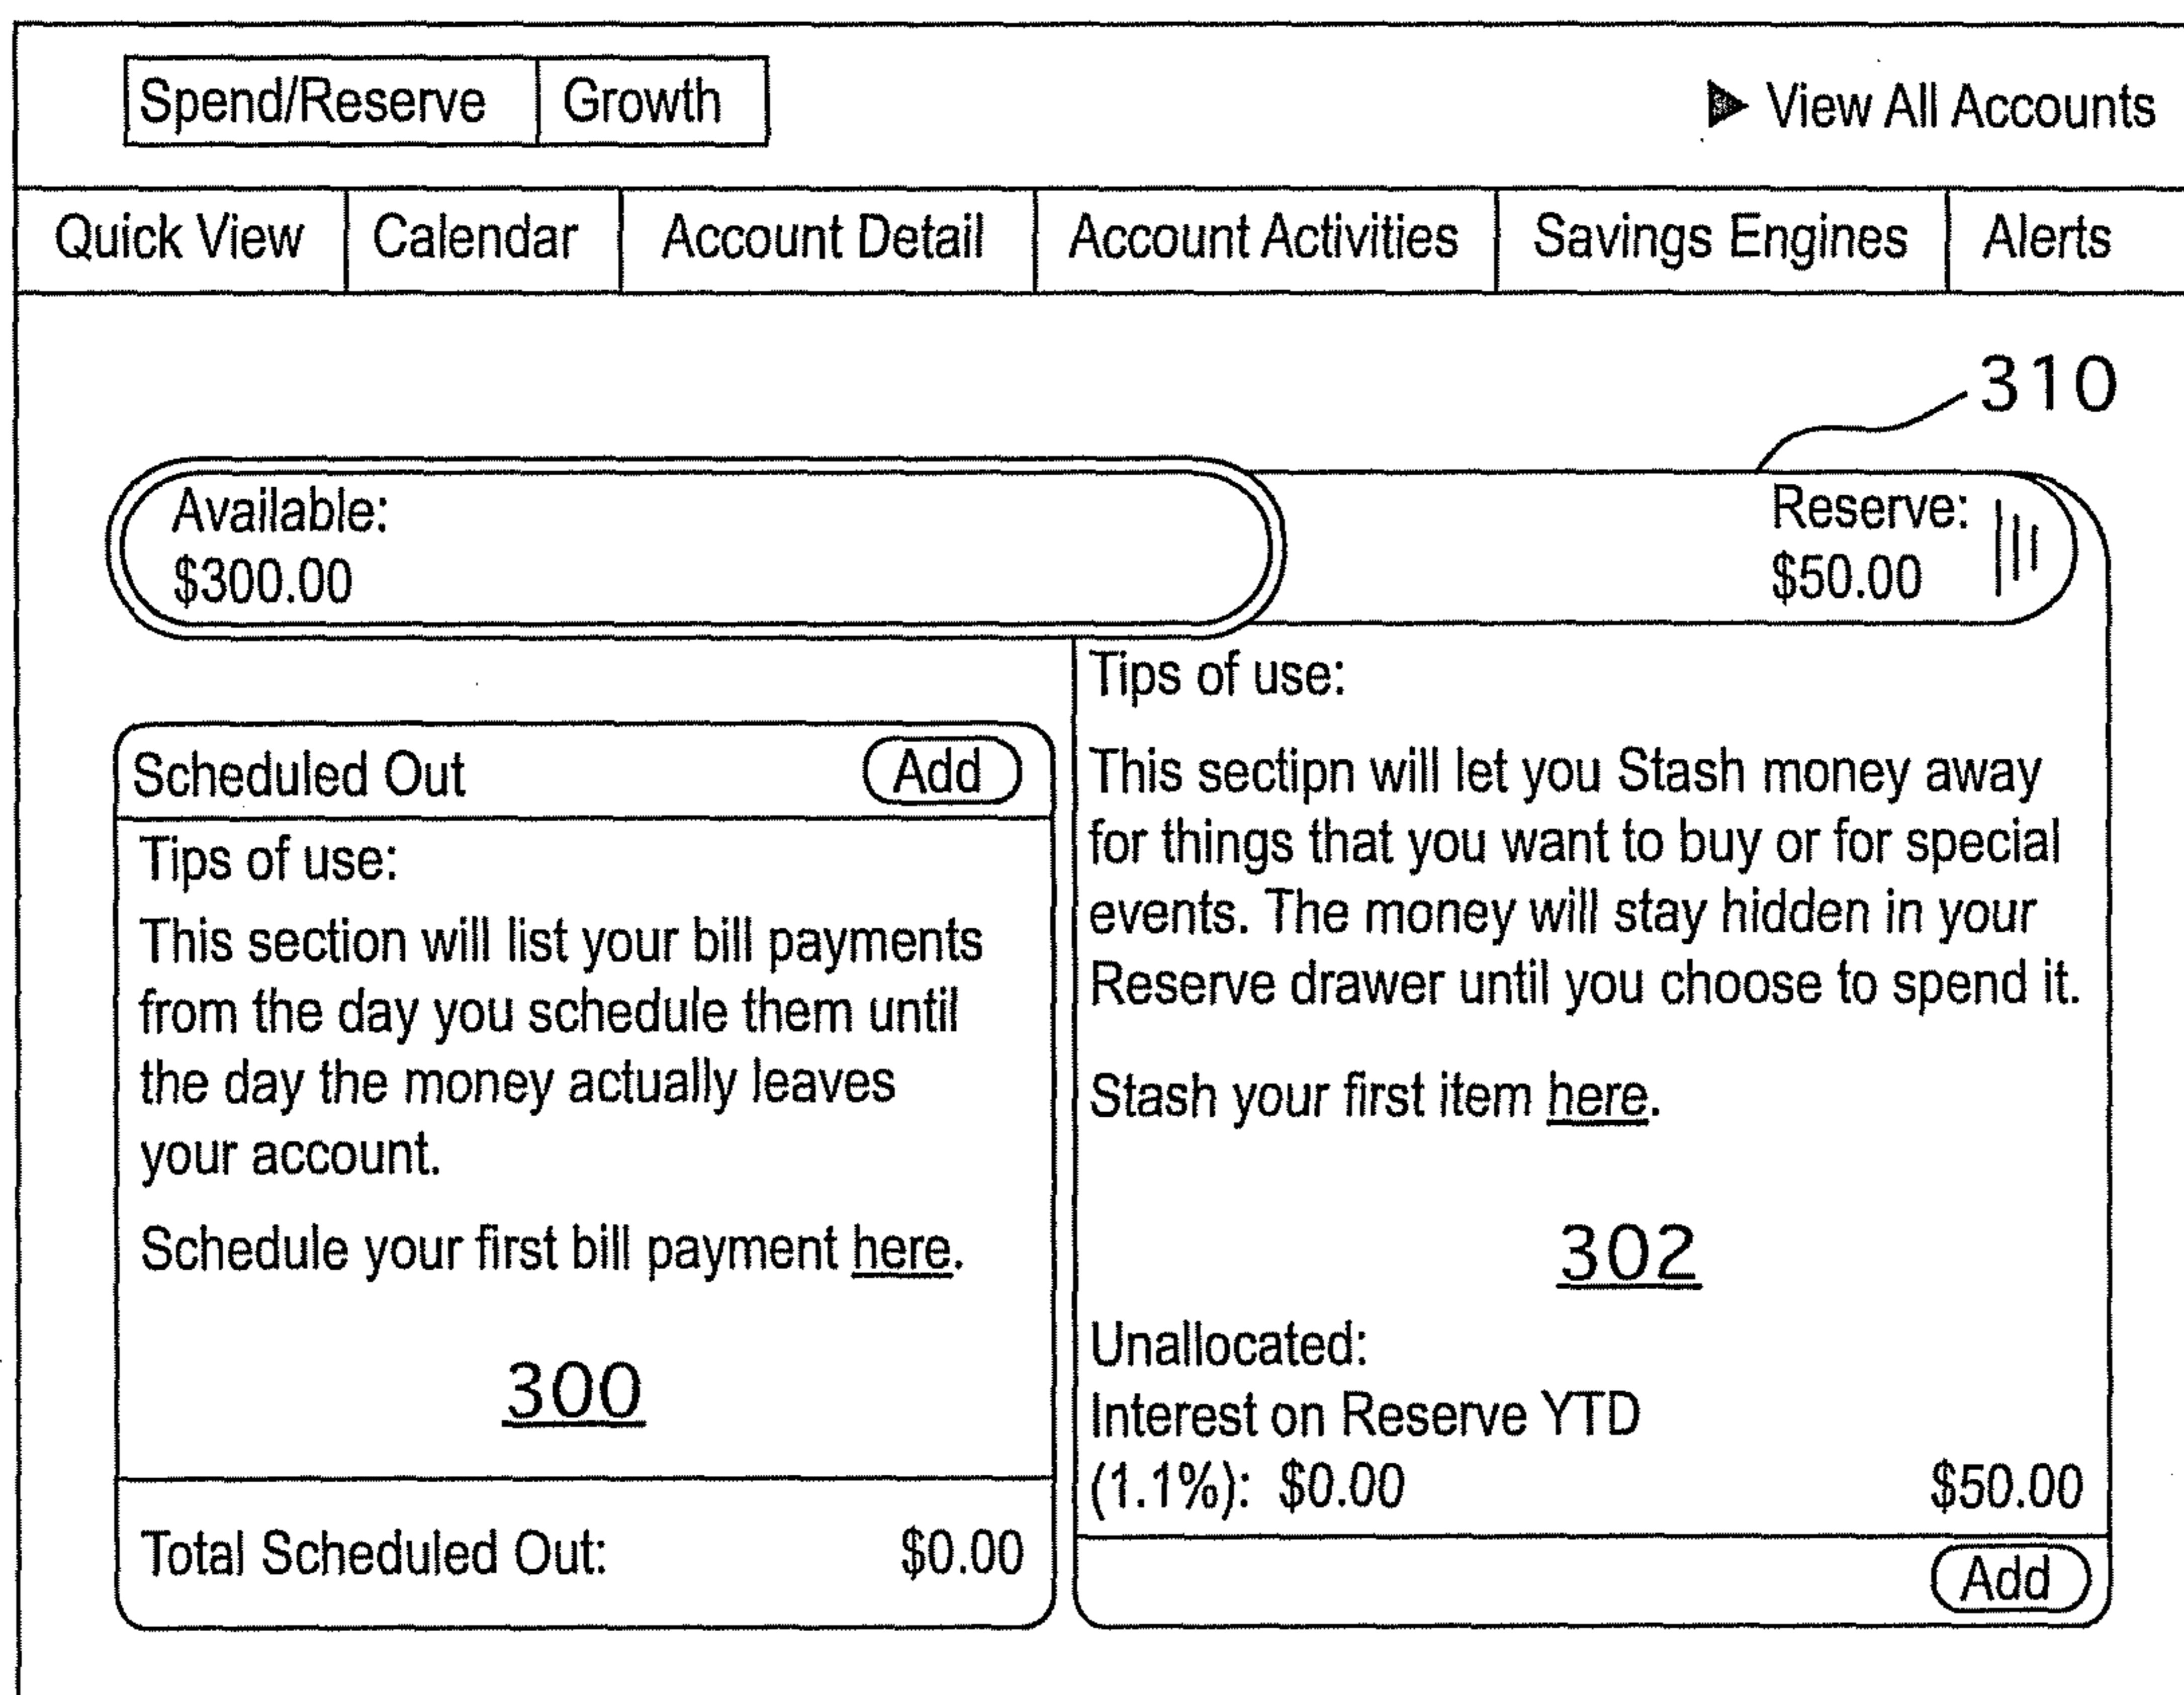 Spend/Reserve Growth
View All Accounts
Quick View Calendar Account Detail Account Activities Savings Engines Alerts
310
Available:
$300.00
Reserve:
$50.00
Scheduled Out Add
Tips of use:
This section will list your bill payments
from the day you schedule them until
the day the money actually leaves
your account.
Schedule your first bill payment here.
300
Total Scheduled Out: $0.00
Tips of use:
This sectipn will let you Stash money away
for things that you want to buy or for special
events. The money will stay hidden in your
Reserve drawer until you choose to spend it.
Stash your first item here.
302
Unallocated:
Interest on Reserve YTD
(1.1%): $0.00 $50.00
Add